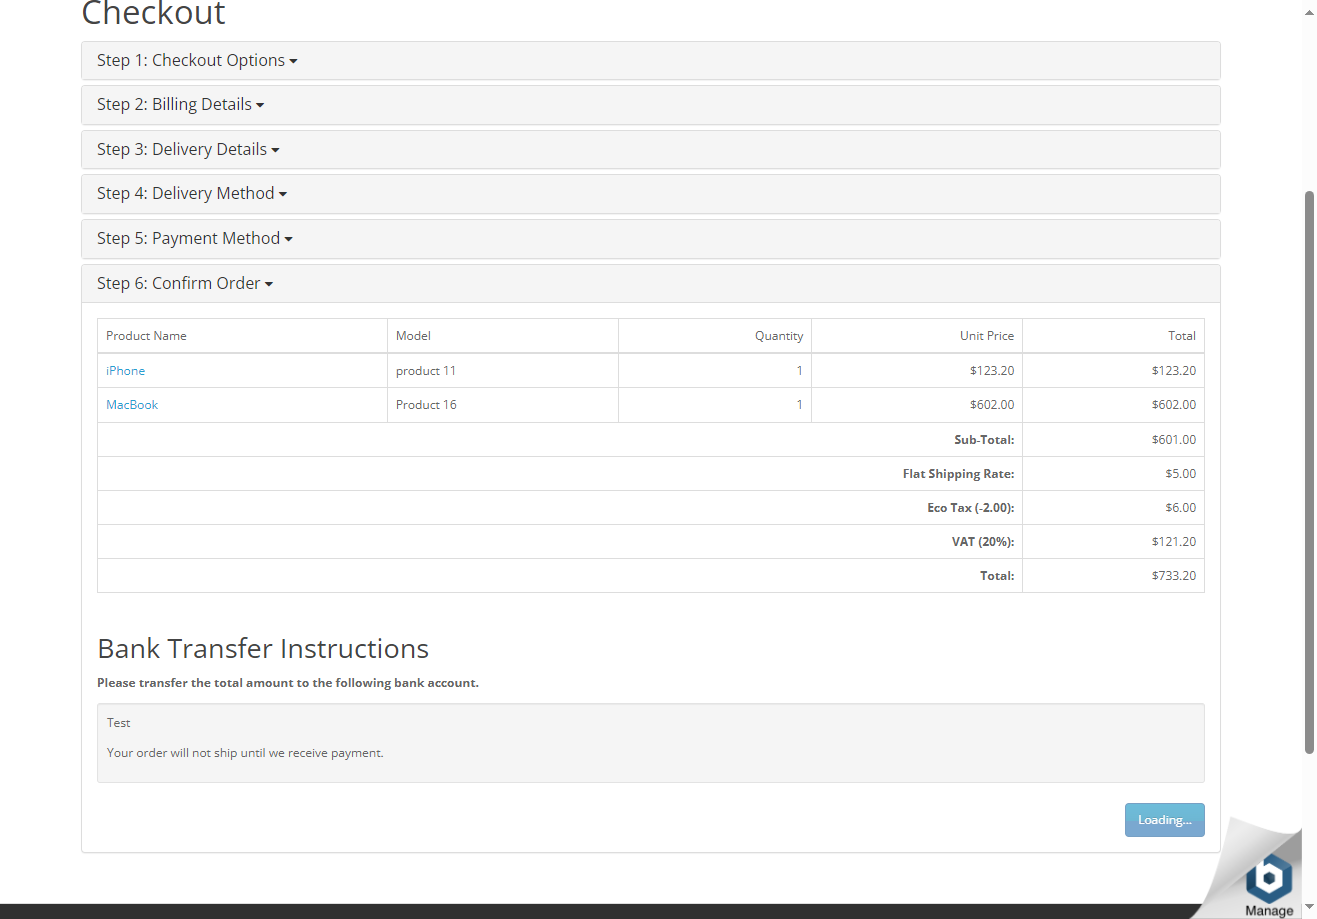 Checkout
Step 1: Checkout Options
Step 2: Billing Details
Step 3: Delivery Details
Step 4: Delivery Method
Step 5: Payment Method
Step 6: Confirm Order
Product Name Model Quantity Unit Price Total
iPhone product 11 1 $123.20 $123.20
MacBook Product 16 1 $602.00 $602.00
Sub-Total: $601.00
Flat Shipping Rate: $5.00
Eco Tax (-2.00): $6.00
VAT (20%): $121.20
Total: $733.20
Bank Transfer Instructions
Please transfer the total amount to the following bank account.
Test
Your order will not ship until we receive payment.
Loading...
Manage